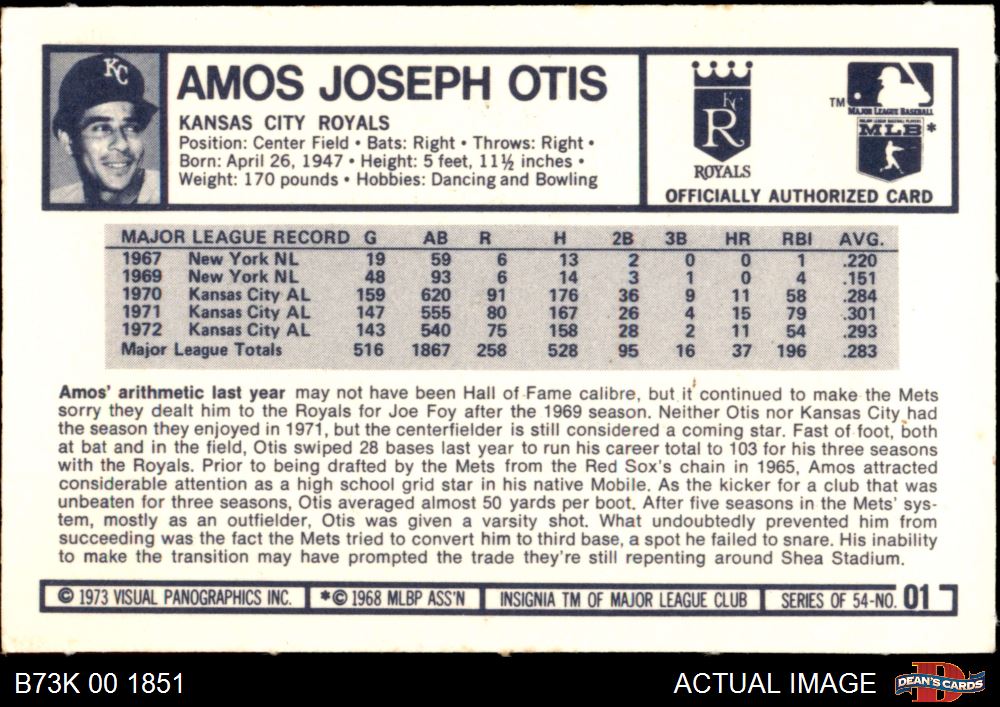 KC
AMOS JOSEPH OTIS
KANSAS CITY ROYALS
Position: Center Field • Bats: Right • Throws: Right •
Born: April 26, 1947 • Height: 5 feet, 11½ inches •
Weight: 170 pounds • Hobbies: Dancing and Bowling
KC
R
ROYALS
TM
MAJOR LEAGUE BASEBALL
MAJOR LEAGUE BASEBALL PLAYERS
MLB *
OFFICIALLY AUTHORIZED CARD
MAJOR LEAGUE RECORD G AB R H 2B 3B HR RBI AVG.
1967 New York NL 19 59 6 13 2 0 0 1 .220
1969 New York NL 48 93 6 14 3 1 0 4 .151
1970 Kansas City AL 159 620 91 176 36 9 11 58 .284
1971 Kansas City AL 147 555 80 167 26 4 15 79 .301
1972 Kansas City AL 143 540 75 158 28 2 11 54 .293
Major League Totals 516 1867 258 528 95 16 37 196 .283
Amos' arithmetic last year may not have been Hall of Fame calibre, but it continued to make the Mets
sorry they dealt him to the Royals for Joe Foy after the 1969 season. Neither Otis nor Kansas City had
the season they enjoyed in 1971, but the centerfielder is still considered a coming star. Fast of foot, both
at bat and in the field, Otis swiped 28 bases last year to run his career total to 103 for his three seasons
with the Royals. Prior to being drafted by the Mets from the Red Sox's chain in 1965, Amos attracted
considerable attention as a high school grid star in his native Mobile. As the kicker for a club that was
unbeaten for three seasons, Otis averaged almost 50 yards per boot. After five seasons in the Mets' sys-
tem, mostly as an outfielder, Otis was given a varsity shot. What undoubtedly prevented him from
succeeding was the fact the Mets tried to convert him to third base, a spot he failed to snare. His inability
to make the transition may have prompted the trade they're still repenting around Shea Stadium.
© 1973 VISUAL PANOGRAPHICS INC. *© 1968 MLBP ASS'N INSIGNIA TM OF MAJOR LEAGUE CLUB SERIES OF 54-NO. 01
B73K 00 1851 ACTUAL IMAGE DEAN'S CARDS